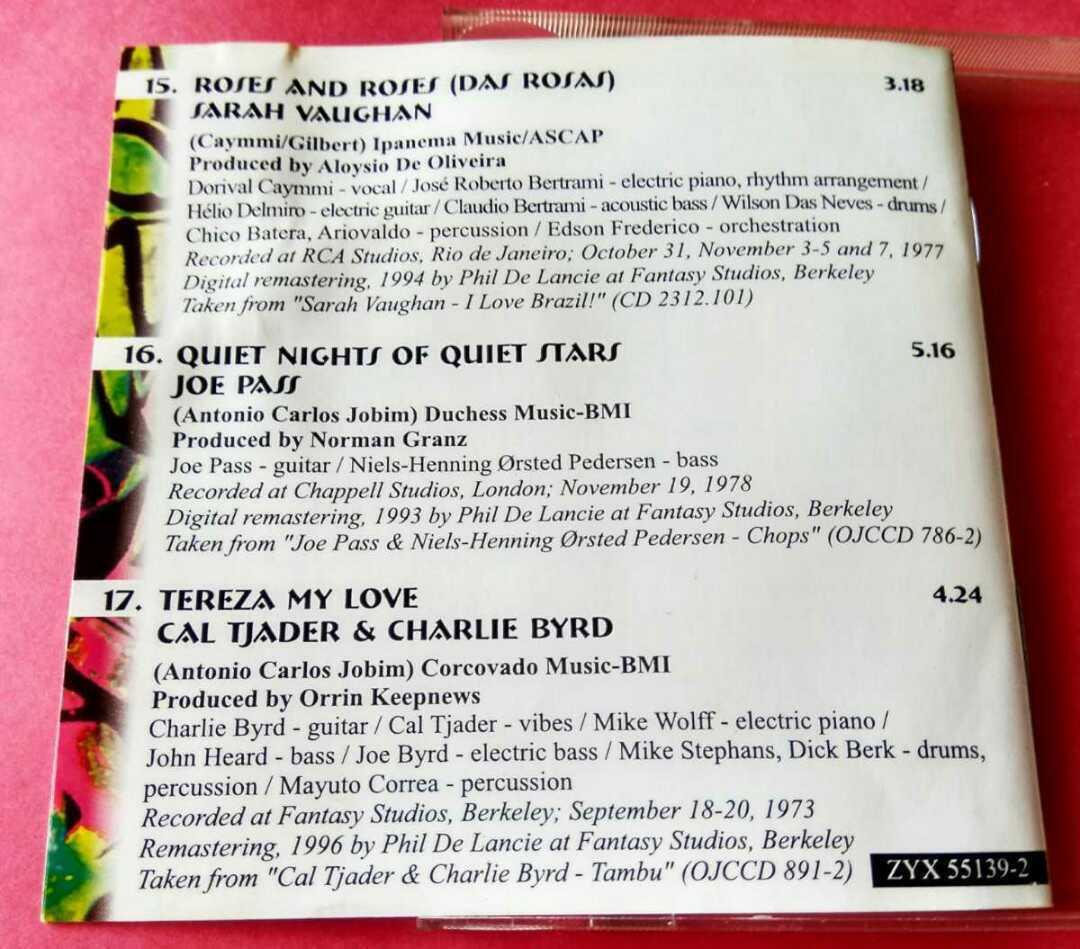 15. ROSES AND ROSES (DAS ROSAS) 3.18
SARAH VAUGHAN
(Caymmi/Gilbert) Ipanema Music/ASCAP
Produced by Aloysio De Oliveira
Dorival Caymmi - vocal / José Roberto Bertrami - electric piano, rhythm arrangement /
Hélio Delmiro - electric guitar / Claudio Bertrami - acoustic bass / Wilson Das Neves - drums /
Chico Batera, Ariovaldo - percussion / Edson Frederico - orchestration
Recorded at RCA Studios, Rio de Janeiro; October 31, November 3-5 and 7, 1977
Digital remastering, 1994 by Phil De Lancie at Fantasy Studios, Berkeley
Taken from "Sarah Vaughan - I Love Brazil!" (CD 2312.101)
16. QUIET NIGHTS OF QUIET STARS 5.16
JOE PASS
(Antonio Carlos Jobim) Duchess Music-BMI
Produced by Norman Granz
Joe Pass - guitar / Niels-Henning Ørsted Pedersen - bass
Recorded at Chappell Studios, London; November 19, 1978
Digital remastering, 1993 by Phil De Lancie at Fantasy Studios, Berkeley
Taken from "Joe Pass & Niels-Henning Ørsted Pedersen - Chops" (OJCCD 786-2)
17. TEREZA MY LOVE 4.24
CAL TJADER & CHARLIE BYRD
(Antonio Carlos Jobim) Corcovado Music-BMI
Produced by Orrin Keepnews
Charlie Byrd - guitar / Cal Tjader - vibes / Mike Wolff - electric piano /
John Heard - bass / Joe Byrd - electric bass / Mike Stephans, Dick Berk - drums,
percussion / Mayuto Correa - percussion
Recorded at Fantasy Studios, Berkeley; September 18-20, 1973
Remastering, 1996 by Phil De Lancie at Fantasy Studios, Berkeley
Taken from "Cal Tjader & Charlie Byrd - Tambu" (OJCCD 891-2)
ZYX 55139-2